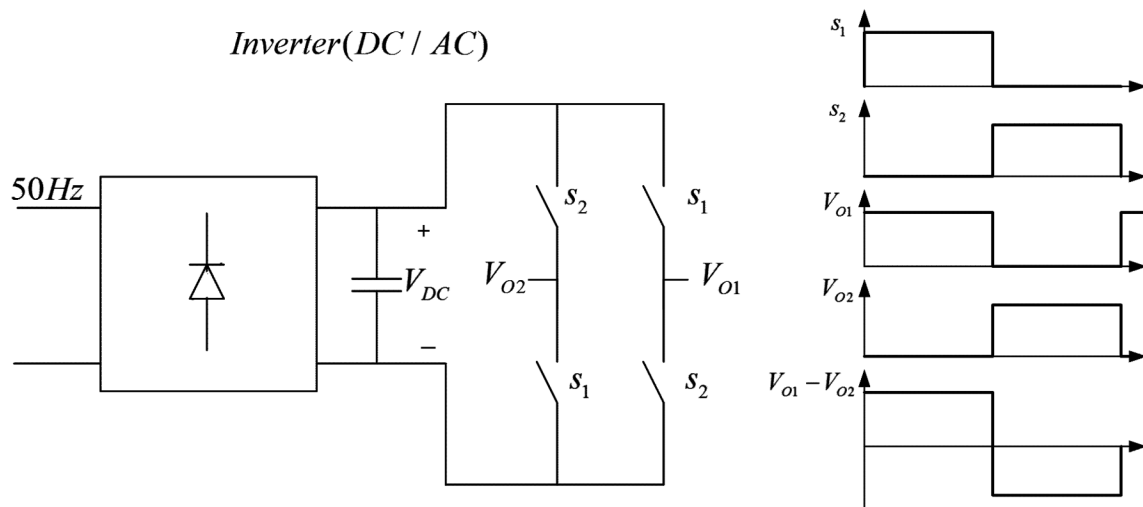 Inverter(DC / AC)
50Hz
+
V_DC
−
s_2
s_1
V_O2
V_O1
s_1
s_2
s_1
s_2
V_O1
V_O2
V_O1 − V_O2